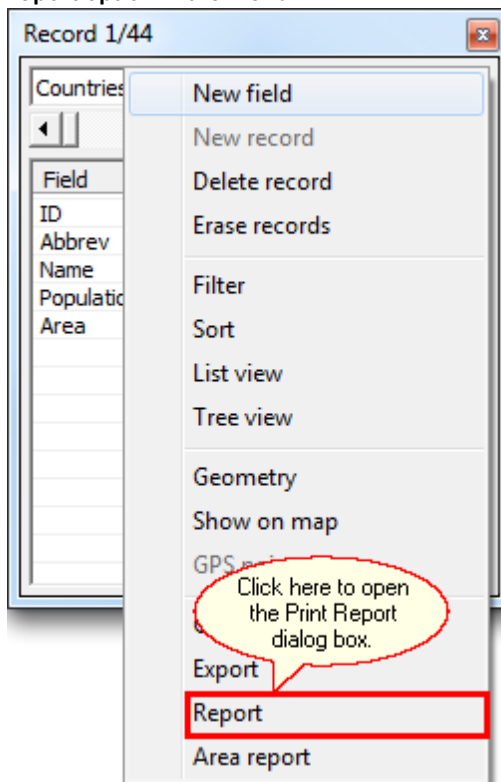 Record 1/44
Countries
New field
New record
Delete record
Erase records
Field
ID
Abbrev
Name
Populatio
Area
Filter
Sort
List view
Tree view
Geometry
Show on map
GPS
Click here to open
the Print Report
dialog box.
Export
Report
Area report